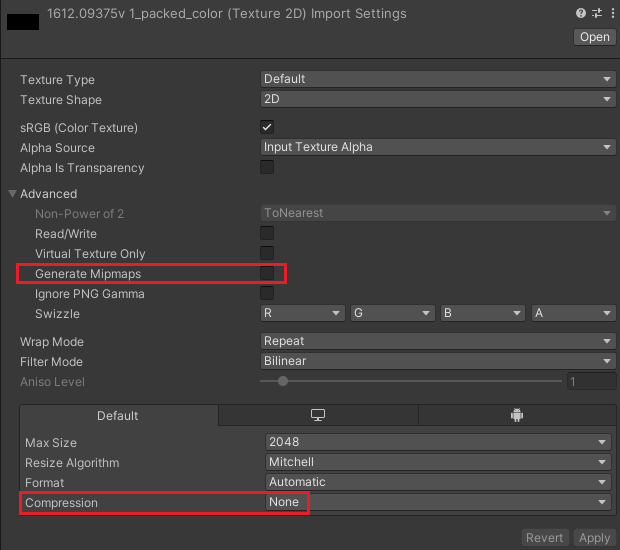 1612.09375v 1_packed_color (Texture 2D) Import Settings
Open
Texture Type Default
Texture Shape 2D
sRGB (Color Texture)
Alpha Source Input Texture Alpha
Alpha Is Transparency
Advanced
Non-Power of 2 ToNearest
Read/Write
Virtual Texture Only
Generate Mipmaps
Ignore PNG Gamma
Swizzle R G B A
Wrap Mode Repeat
Filter Mode Bilinear
Aniso Level 1
Default
Max Size 2048
Resize Algorithm Mitchell
Format Automatic
Compression None
Revert Apply